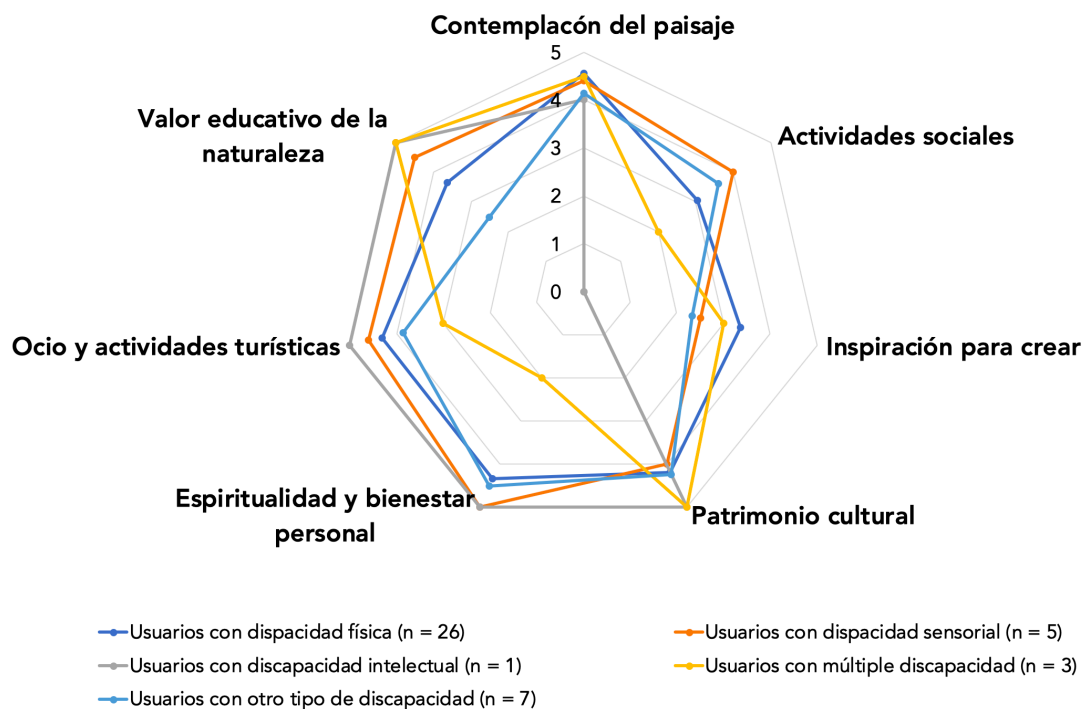 Contemplacón del paisaje
5
4
3
2
1
0
Valor educativo de la
naturaleza
Actividades sociales
Ocio y actividades turísticas
Inspiración para crear
Espiritualidad y bienestar
personal
Patrimonio cultural
Usuarios con dispacidad física (n = 26)
Usuarios con dispacidad sensorial (n = 5)
Usuarios con discapacidad intelectual (n = 1)
Usuarios con múltiple discapacidad (n = 3)
Usuarios con otro tipo de discapacidad (n = 7)